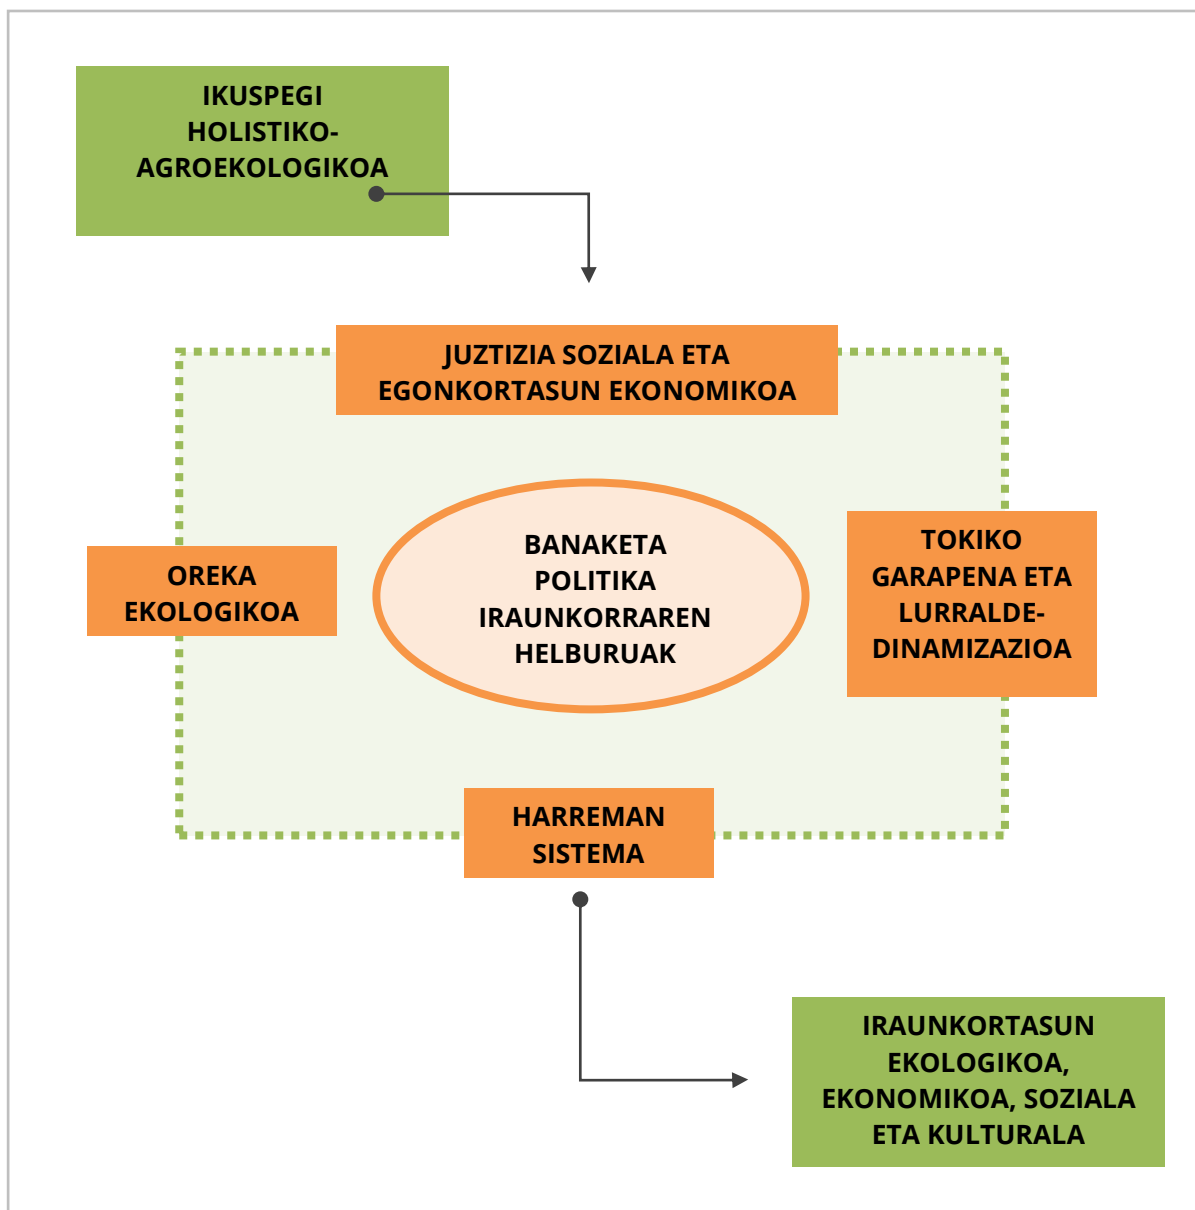 IKUSPEGI
HOLISTIKO-
AGROEKOLOGIKOA
JUZTIZIA SOZIALA ETA
EGONKORTASUN EKONOMIKOA
OREKA
EKOLOGIKOA
BANAKETA
POLITIKA
IRAUNKORRAREN
HELBURUAK
TOKIKO
GARAPENA ETA
LURRALDE-
DINAMIZAZIOA
HARREMAN
SISTEMA
IRAUNKORTASUN
EKOLOGIKOA,
EKONOMIKOA, SOZIALA
ETA KULTURALA